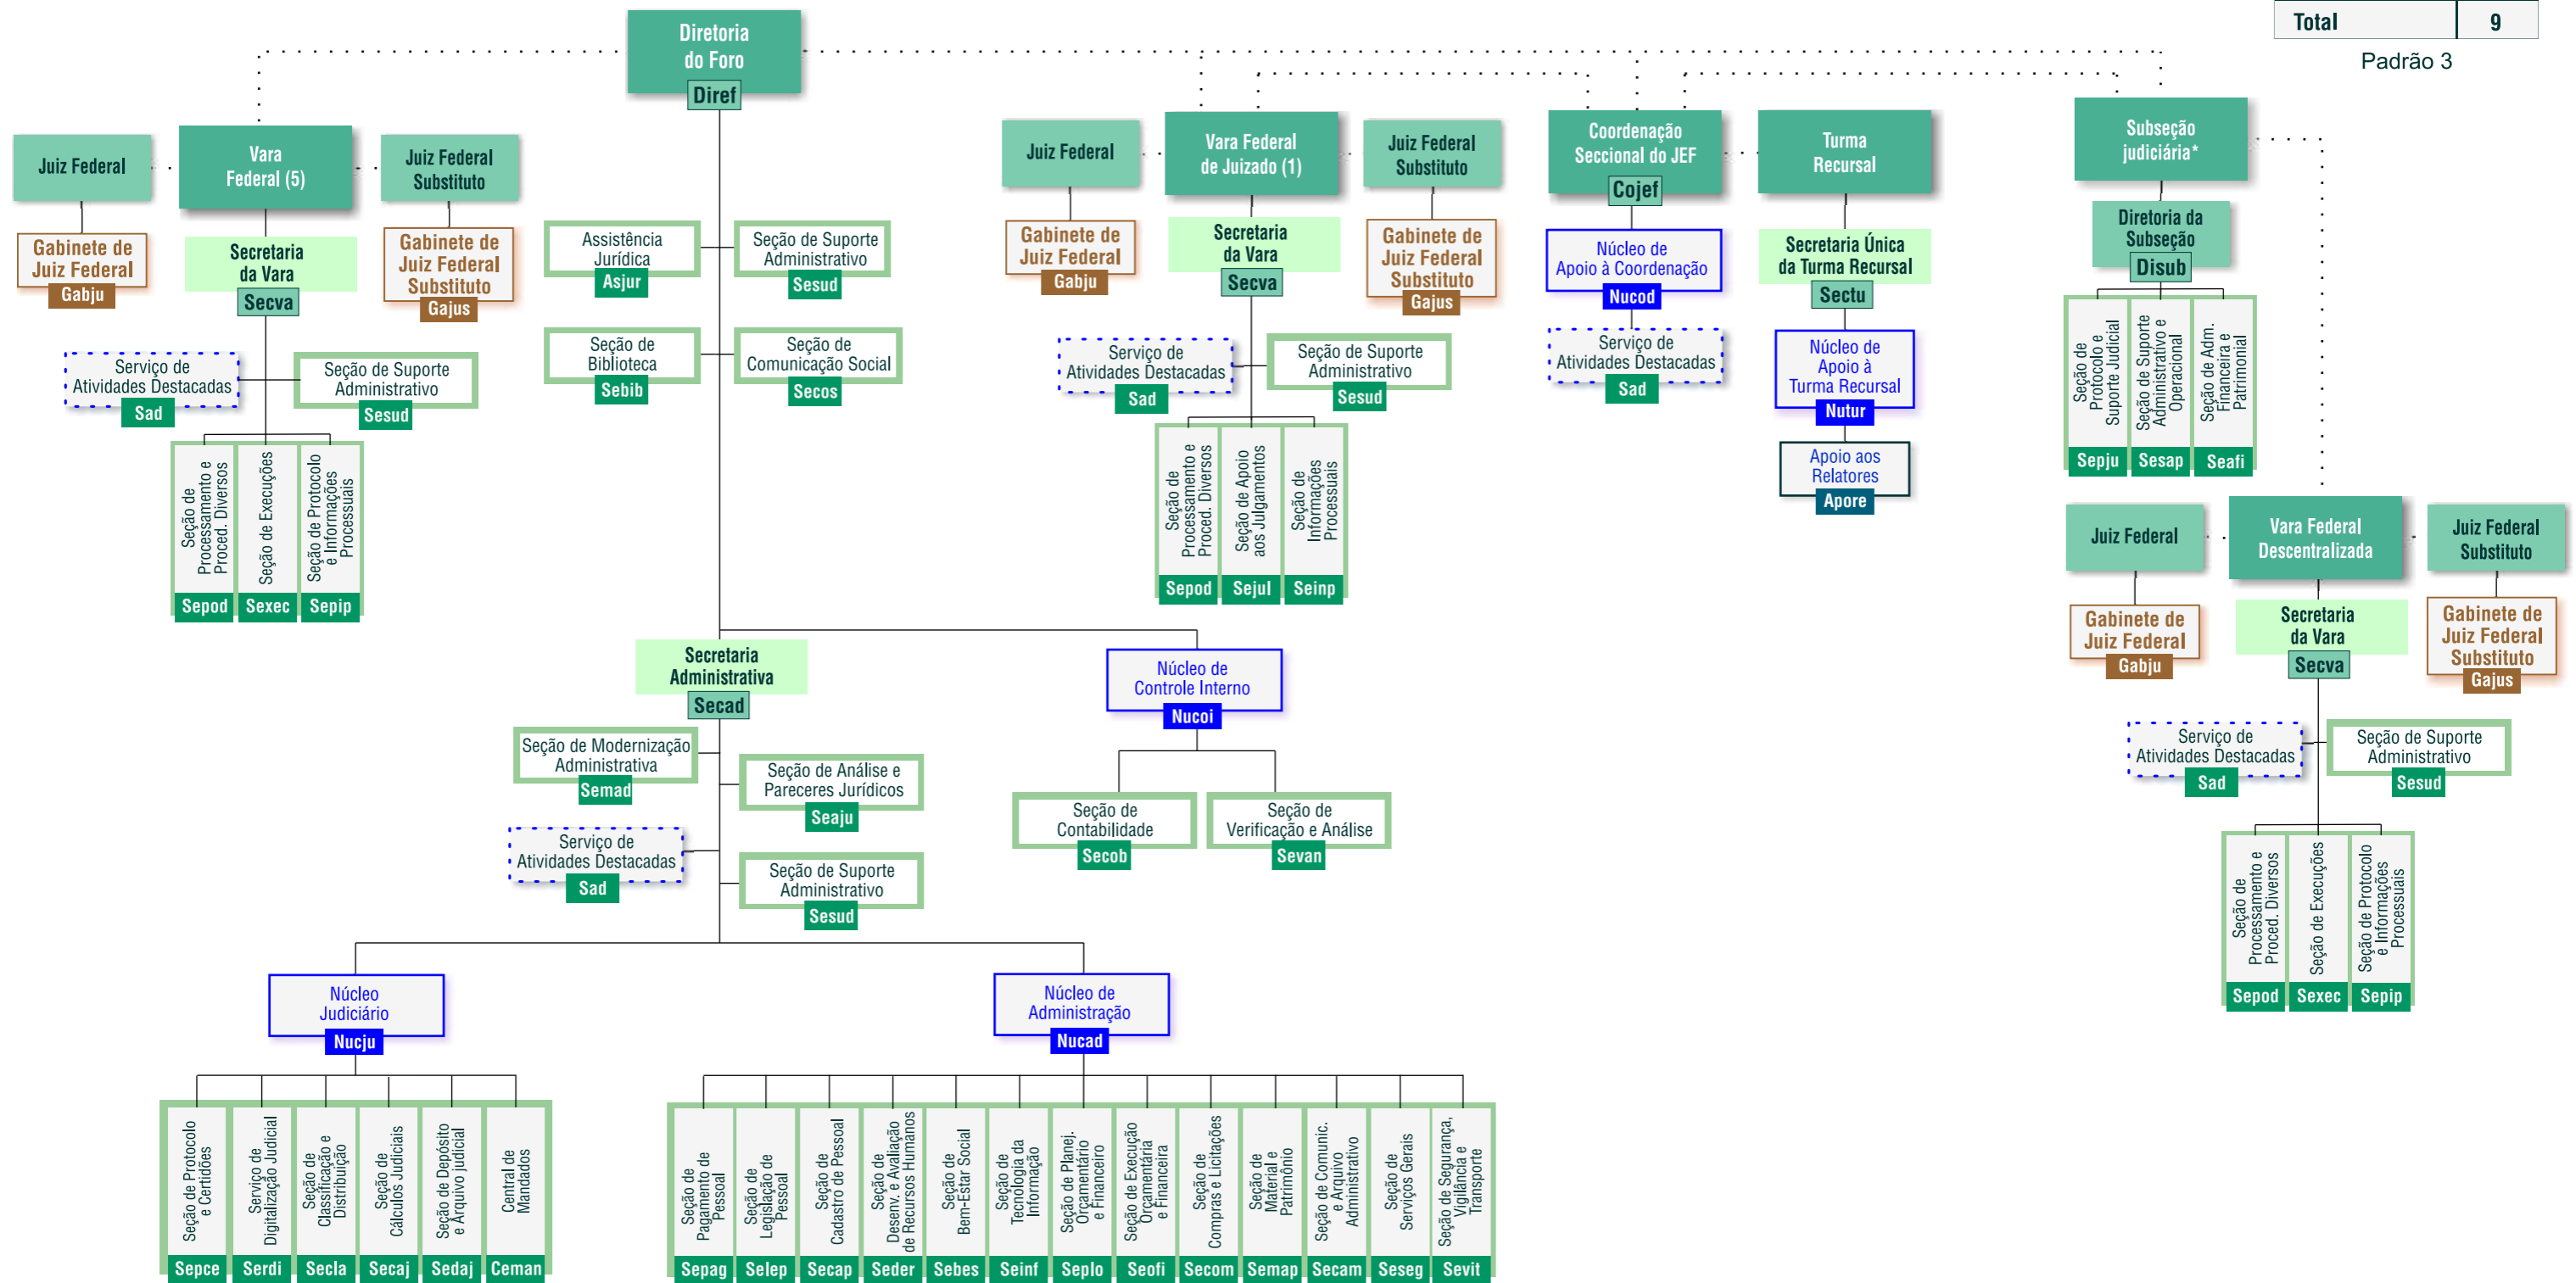 Total 9
Padrão 3
Diretoria
do Foro
Diref
Juiz Federal
Vara
Federal (5)
Juiz Federal
Substituto
Gabinete de
Juiz Federal
Gabju
Secretaria
da Vara
Secva
Gabinete de
Juiz Federal
Substituto
Gajus
Serviço de
Atividades Destacadas
Sad
Seção de Suporte
Administrativo
Sesud
Seção de
Processamento e
Proced. Diversos
Sepod
Seção de Execuções
Sexec
Seção de Protocolo
e Informações
Processuais
Sepip
Assistência
Jurídica
Asjur
Seção de Suporte
Administrativo
Sesud
Seção de
Biblioteca
Sebib
Seção de
Comunicação Social
Secos
Juiz Federal
Vara Federal
de Juizado (1)
Juiz Federal
Substituto
Gabinete de
Juiz Federal
Gabju
Secretaria
da Vara
Secva
Gabinete de
Juiz Federal
Substituto
Gajus
Serviço de
Atividades Destacadas
Sad
Seção de Suporte
Administrativo
Sesud
Seção de
Processamento e
Proced. Diversos
Sepod
Seção de Apoio
aos Julgamentos
Sejul
Seção de
Informações
Processuais
Seinp
Coordenação
Seccional do JEF
Cojef
Núcleo de
Apoio à Coordenação
Nucod
Serviço de
Atividades Destacadas
Sad
Turma
Recursal
Secretaria Única
da Turma Recursal
Sectu
Núcleo de
Apoio à
Turma Recursal
Nutur
Apoio aos
Relatores
Apore
Subseção
judiciária*
Diretoria da
Subseção
Disub
Seção de
Protocolo e
Suporte Judicial
Sepju
Seção de Suporte
Administrativo e
Operacional
Sesap
Seção de Adm.
Financeira e
Patrimonial
Seafi
Juiz Federal
Vara Federal
Descentralizada
Juiz Federal
Substituto
Gabinete de
Juiz Federal
Gabju
Secretaria
da Vara
Secva
Gabinete de
Juiz Federal
Substituto
Gajus
Serviço de
Atividades Destacadas
Sad
Seção de Suporte
Administrativo
Sesud
Seção de
Processamento e
Proced. Diversos
Sepod
Seção de Execuções
Sexec
Seção de Protocolo
e Informações
Processuais
Sepip
Secretaria
Administrativa
Secad
Núcleo de
Controle Interno
Nucoi
Seção de Modernização
Administrativa
Semad
Seção de Análise e
Pareceres Jurídicos
Seaju
Serviço de
Atividades Destacadas
Sad
Seção de Suporte
Administrativo
Sesud
Seção de
Contabilidade
Secob
Seção de
Verificação e Análise
Sevan
Núcleo
Judiciário
Nucju
Seção de Protocolo
e Certidões
Sepce
Serviço de
Digitalização Judicial
Serdi
Seção de
Classificação e
Distribuição
Secla
Seção de
Cálculos Judiciais
Secaj
Seção de Depósito
e Arquivo judicial
Sedaj
Central de
Mandados
Ceman
Núcleo de
Administração
Nucad
Seção de
Pagamento de
Pessoal
Sepag
Seção de
Legislação de
Pessoal
Selep
Seção de
Cadastro de Pessoal
Secap
Seção de
Desenv. e Avaliação
de Recursos Humanos
Seder
Seção de
Bem-Estar Social
Sebes
Seção de
Tecnologia da
Informação
Seinf
Seção de Planej.
Orçamentário
e Financeiro
Seplo
Seção de Execução
Orçamentária
e Financeira
Seofi
Seção de
Compras e Licitações
Secom
Seção de
Material e
Patrimônio
Semap
Seção de Comunic.
e Arquivo
Administrativo
Secam
Seção de
Serviços Gerais
Seseg
Seção de Segurança,
Vigilância e
Transporte
Sevit